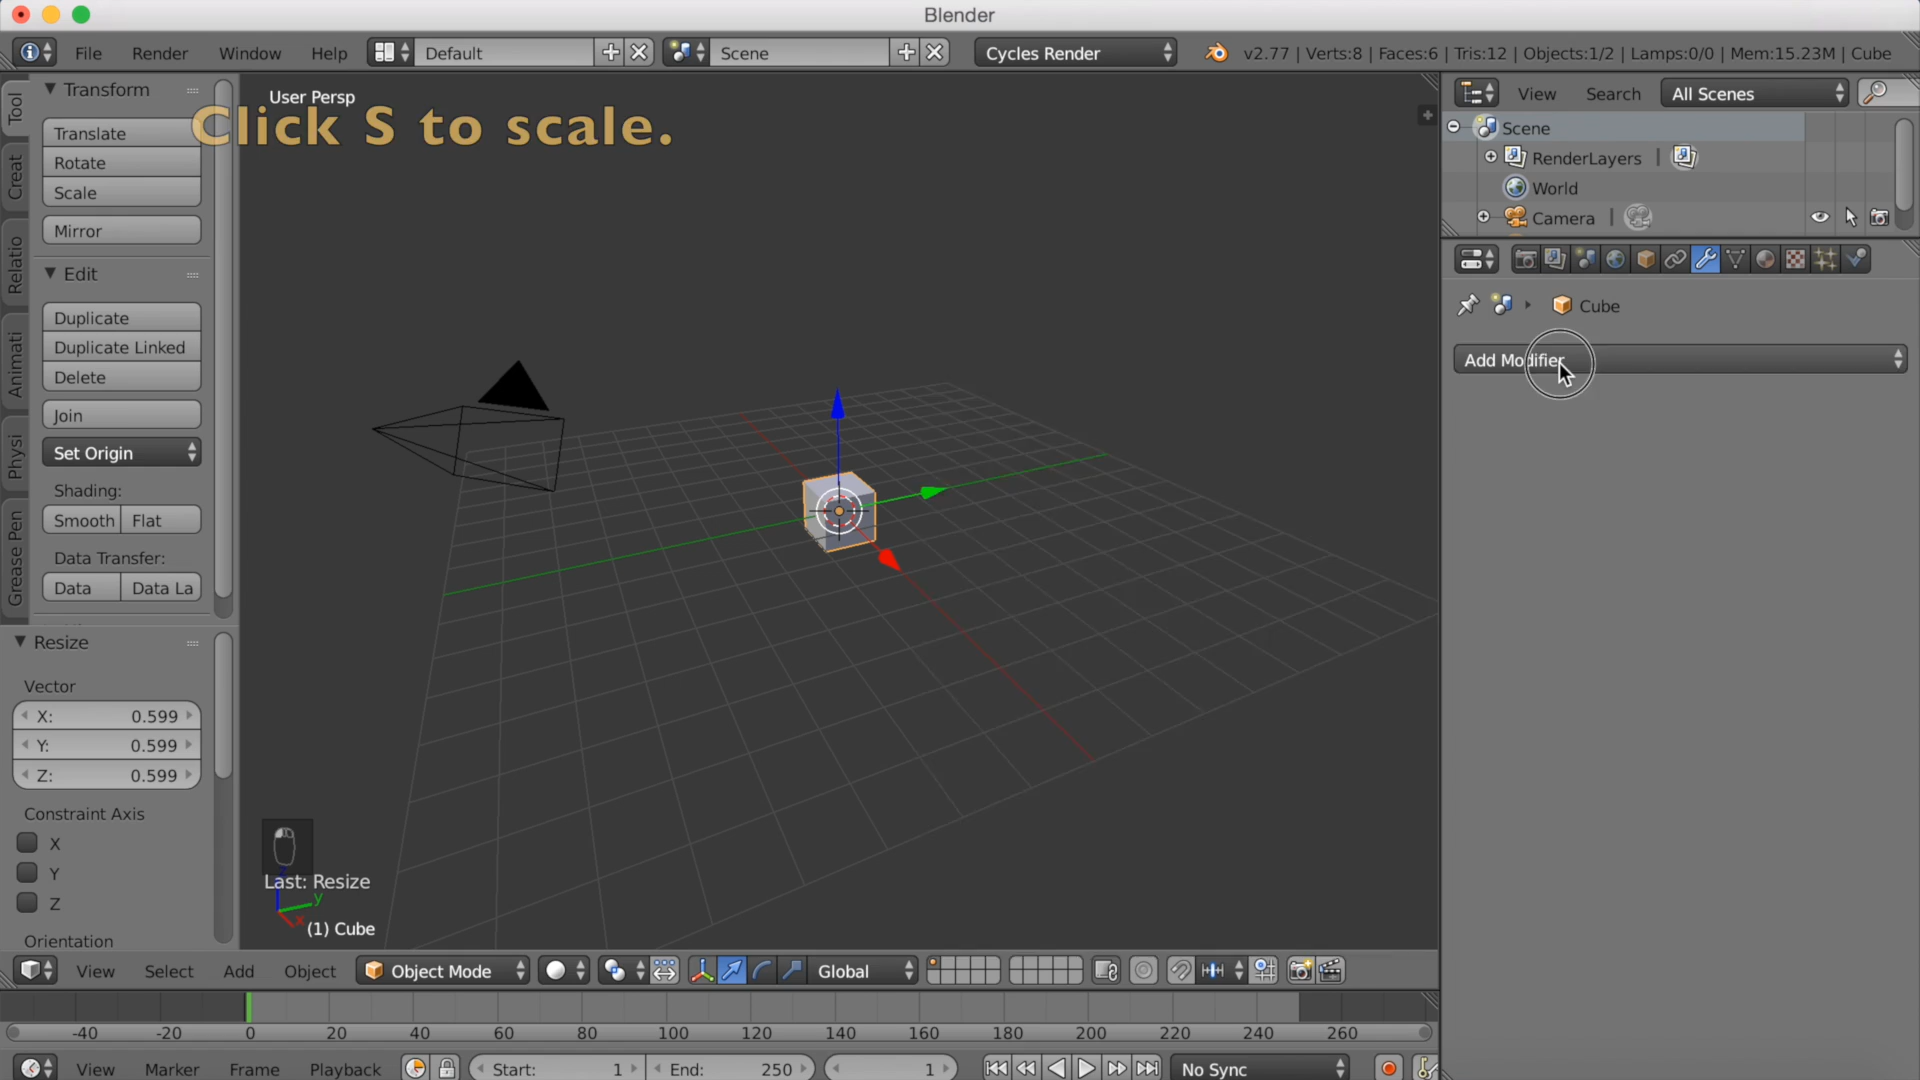 Blender
File Render Window Help Default Scene Cycles Render v2.77 | Verts:8 | Faces:6 | Tris:12 | Objects:1/2 | Lamps:0/0 | Mem:15.23M | Cube
Tool
Creat
Relatio
Animati
Physi
Grease Pen
Transform
Translate
Rotate
Scale
Mirror
Edit
Duplicate
Duplicate Linked
Delete
Join
Set Origin
Shading:
Smooth Flat
Data Transfer:
Data Data La
Resize
Vector
X: 0.599
Y: 0.599
Z: 0.599
Constraint Axis
X
Y
Z
Orientation
User Persp
Click S to scale.
Last: Resize
z
y
x
(1) Cube
View Search All Scenes
Scene
RenderLayers |
World
Camera |
Cube
Add Modifier
View Select Add Object Object Mode Global
-40 -20 0 20 40 60 80 100 120 140 160 180 200 220 240 260
View Marker Frame Playback Start: 1 End: 250 1 No Sync